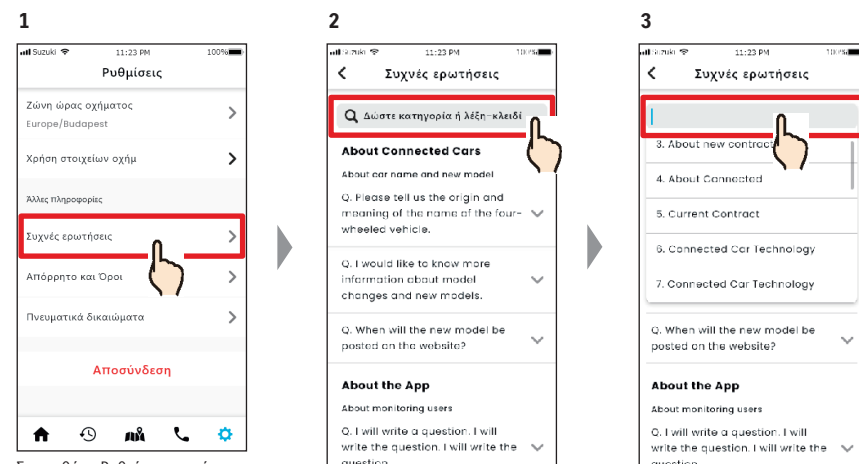 1
Suzuki 11:23 PM 100%
Ρυθμίσεις
Ζώνη ώρας οχήματος
Europe/Budapest
Χρήση στοιχείων οχήμ
Άλλες πληροφορίες
Συχνές ερωτήσεις
Απόρρητο και Όροι
Πνευματικά δικαιώματα
Αποσύνδεση
2
Suzuki 11:23 PM 100%
Συχνές ερωτήσεις
Δώστε κατηγορία ή λέξη-κλειδί
About Connected Cars
About car name and new model
Q. Please tell us the origin and
meaning of the name of the four-
wheeled vehicle.
Q. I would like to know more
information about model
changes and new models.
Q. When will the new model be
posted on the website?
About the App
About monitoring users
Q. I will write a question. I will
write the question. I will write the
question.
3
Suzuki 11:23 PM 100%
Συχνές ερωτήσεις
3. About new contract
4. About Connected
5. Current Contract
6. Connected Car Technology
7. Connected Car Technology
Q. When will the new model be
posted on the website?
About the App
About monitoring users
Q. I will write a question. I will
write the question. I will write the
question.